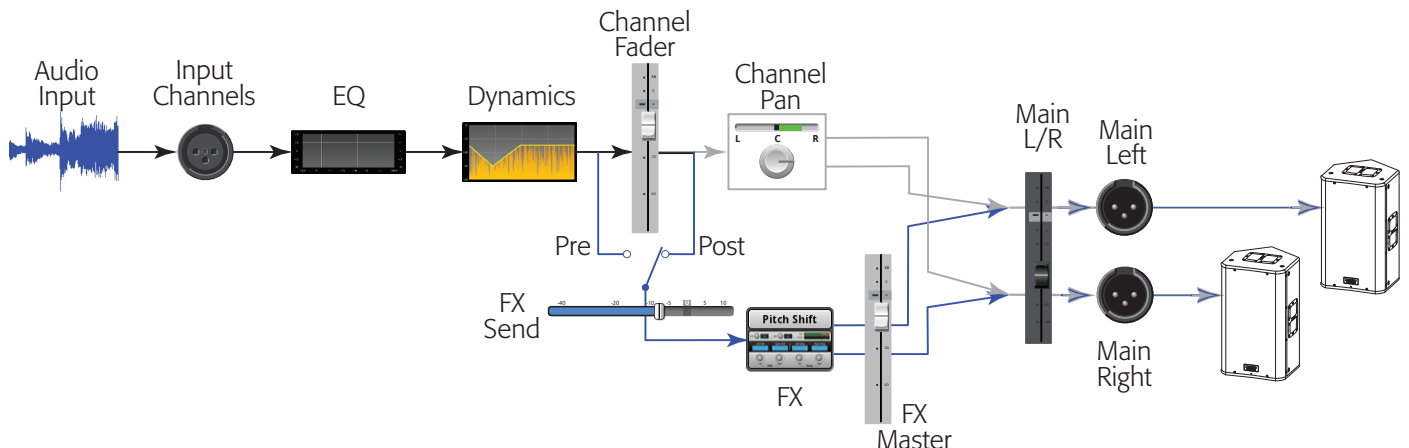 Channel
Fader
Audio
Input
Input
Channels
EQ
Dynamics
Channel
Pan
L C R
Main
L/R
Main
Left
Pre
Post
FX
Send
-40 -20 -10 -5 U 5 10
Pitch Shift
FX
FX
Master
Main
Right